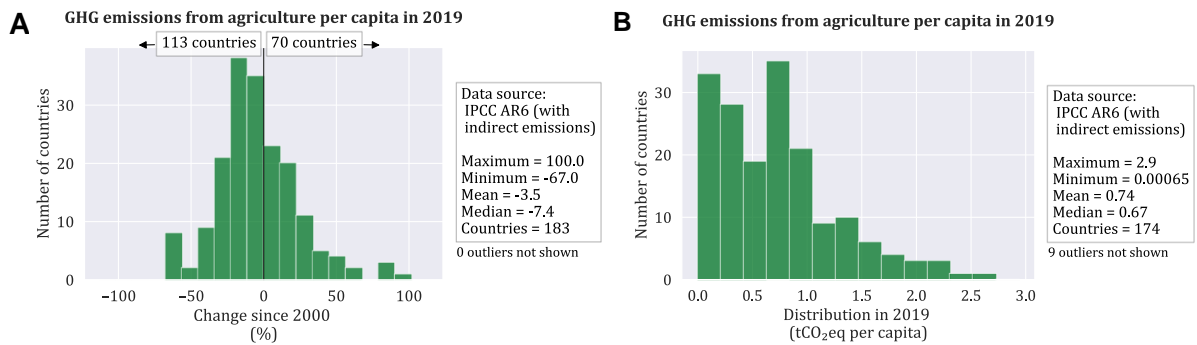 A
GHG emissions from agriculture per capita in 2019
113 countries
70 countries
Number of countries
30
20
10
0
−100
−50
0
50
100
Change since 2000
(%)
Data source:
IPCC AR6 (with
indirect emissions)
Maximum = 100.0
Minimum = -67.0
Mean = -3.5
Median = -7.4
Countries = 183
0 outliers not shown
B
GHG emissions from agriculture per capita in 2019
Number of countries
30
20
10
0
0.0
0.5
1.0
1.5
2.0
2.5
3.0
Distribution in 2019
(tCO₂eq per capita)
Data source:
IPCC AR6 (with
indirect emissions)
Maximum = 2.9
Minimum = 0.00065
Mean = 0.74
Median = 0.67
Countries = 174
9 outliers not shown